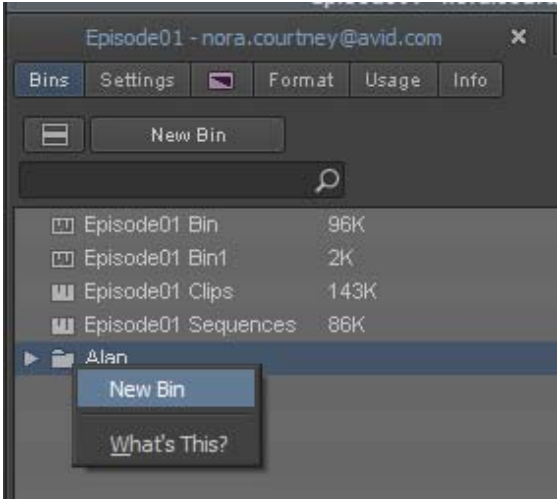 Episode01 - nora.courtney@avid.com
Bins Settings Format Usage Info
New Bin
Episode01 Bin 96K
Episode01 Bin1 2K
Episode01 Clips 143K
Episode01 Sequences 86K
Alan
New Bin
What's This?